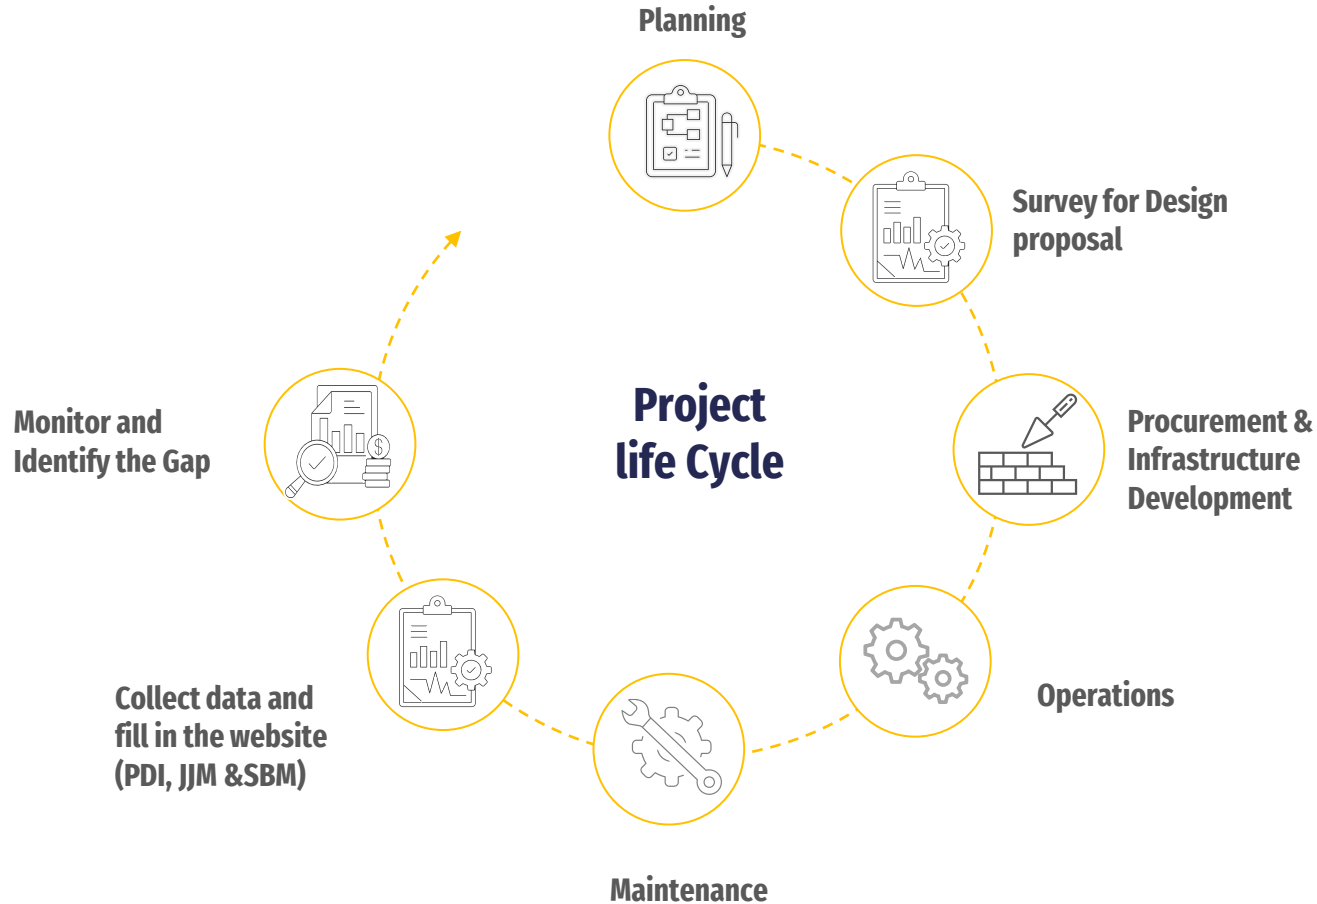 Planning
Survey for Design
proposal
Procurement &
Infrastructure
Development
Operations
Maintenance
Collect data and
fill in the website
(PDI, JJM &SBM)
Monitor and
Identify the Gap
Project
life Cycle
$